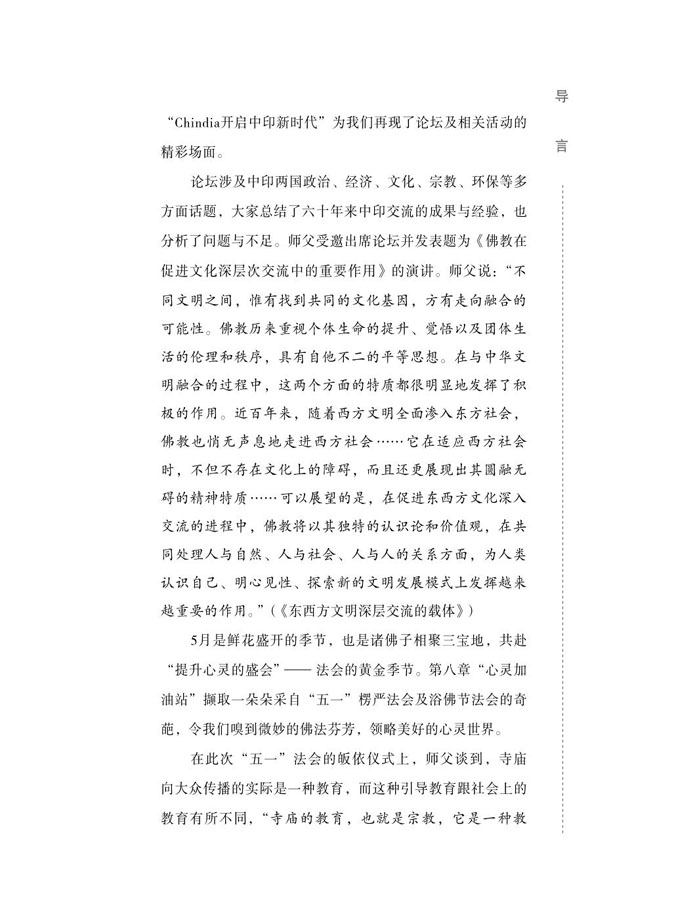 导
言
“Chindia开启中印新时代”为我们再现了论坛及相关活动的
精彩场面。
论坛涉及中印两国政治、经济、文化、宗教、环保等多
方面话题，大家总结了六十年来中印交流的成果与经验，也
分析了问题与不足。师父受邀出席论坛并发表题为《佛教在
促进文化深层次交流中的重要作用》的演讲。师父说：“不
同文明之间，惟有找到共同的文化基因，方有走向融合的
可能性。佛教历来重视个体生命的提升、觉悟以及团体生
活的伦理和秩序，具有自他不二的平等思想。在与中华文
明融合的过程中，这两个方面的特质都很明显地发挥了积
极的作用。近百年来，随着西方文明全面渗入东方社会，
佛教也悄无声息地走进西方社会……它在适应西方社会
时，不但不存在文化上的障碍，而且还更展现出其圆融无
碍的精神特质……可以展望的是，在促进东西方文化深入
交流的进程中，佛教将以其独特的认识论和价值观，在共
同处理人与自然、人与社会、人与人的关系方面，为人类
认识自己、明心见性、探索新的文明发展模式上发挥越来
越重要的作用。”(《东西方文明深层交流的载体》)
5月是鲜花盛开的季节，也是诸佛子相聚三宝地，共赴
“提升心灵的盛会”——法会的黄金季节。第八章“心灵加
油站”撷取一朵朵采自“五一”楞严法会及浴佛节法会的奇
葩，令我们嗅到微妙的佛法芬芳，领略美好的心灵世界。
在此次“五一”法会的皈依仪式上，师父谈到，寺庙
向大众传播的实际是一种教育，而这种引导教育跟社会上的
教育有所不同，“寺庙的教育，也就是宗教，它是一种教